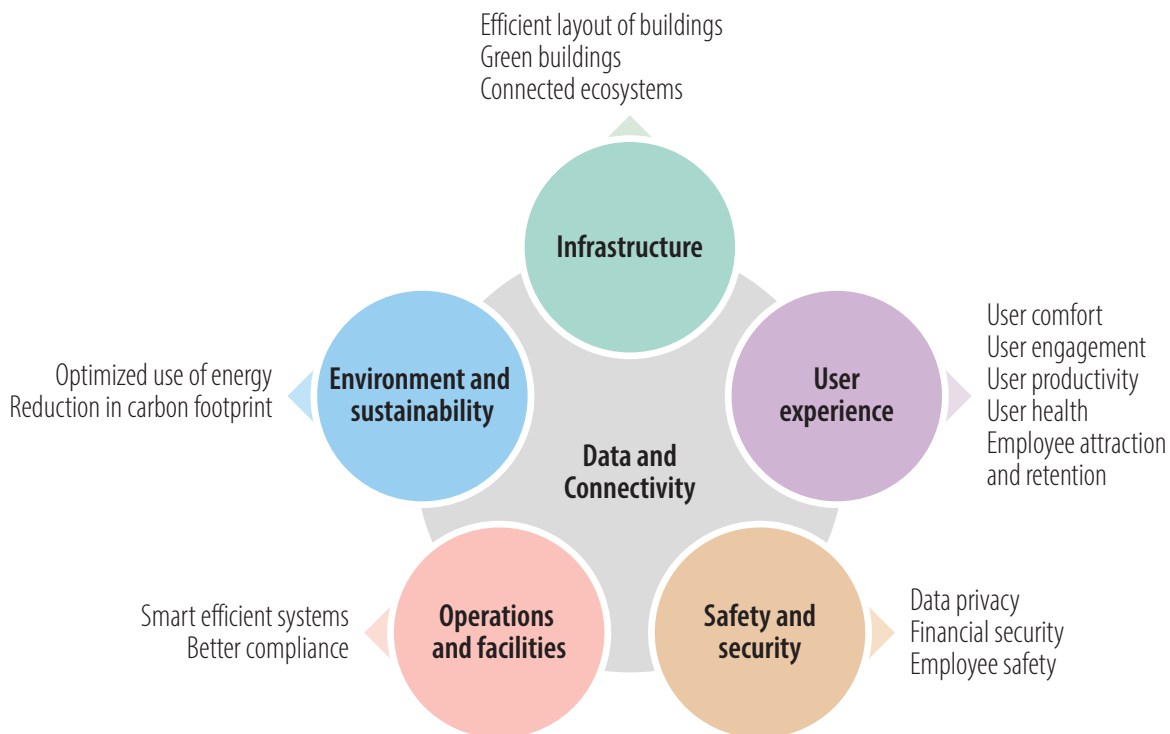 Efficient layout of buildings
Green buildings
Connected ecosystems
Infrastructure
User comfort
User engagement
User productivity
User health
Employee attraction
and retention
User
experience
Optimized use of energy
Reduction in carbon footprint
Environment and
sustainability
Data and
Connectivity
Smart efficient systems
Better compliance
Operations
and facilities
Safety and
security
Data privacy
Financial security
Employee safety